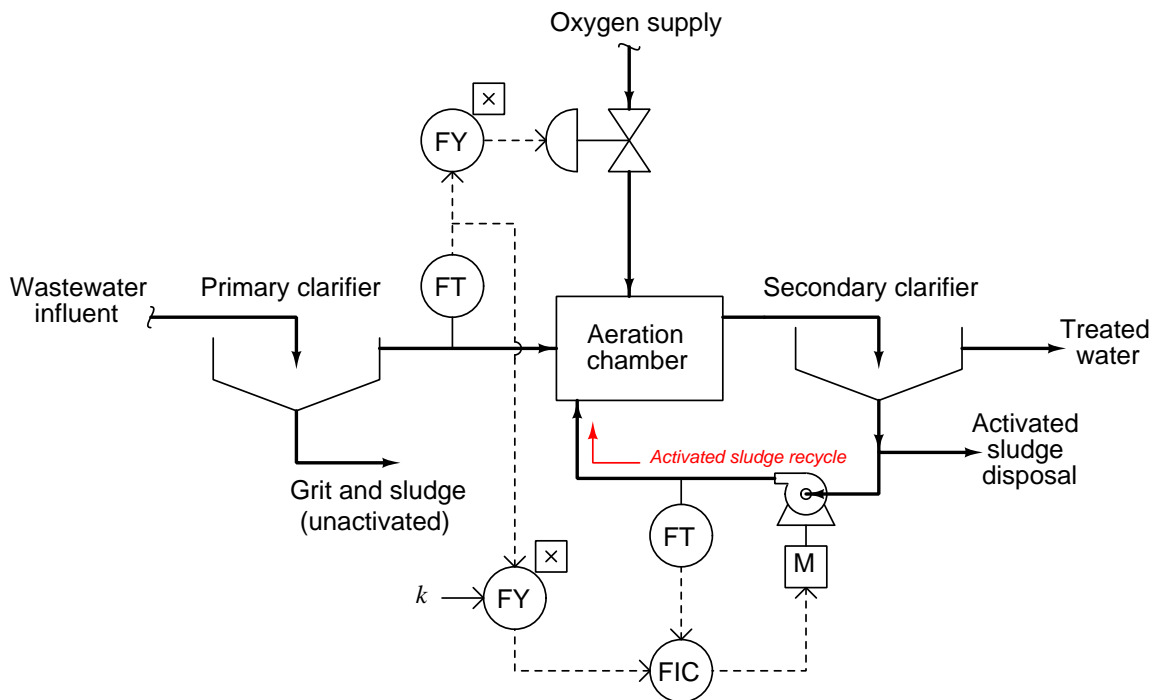 Oxygen supply
×
FY
Wastewater
influent
Primary clarifier
FT
Aeration
chamber
Secondary clarifier
Treated
water
Activated sludge recycle
Activated
sludge
disposal
Grit and sludge
(unactivated)
FT
×
M
k
FY
FIC